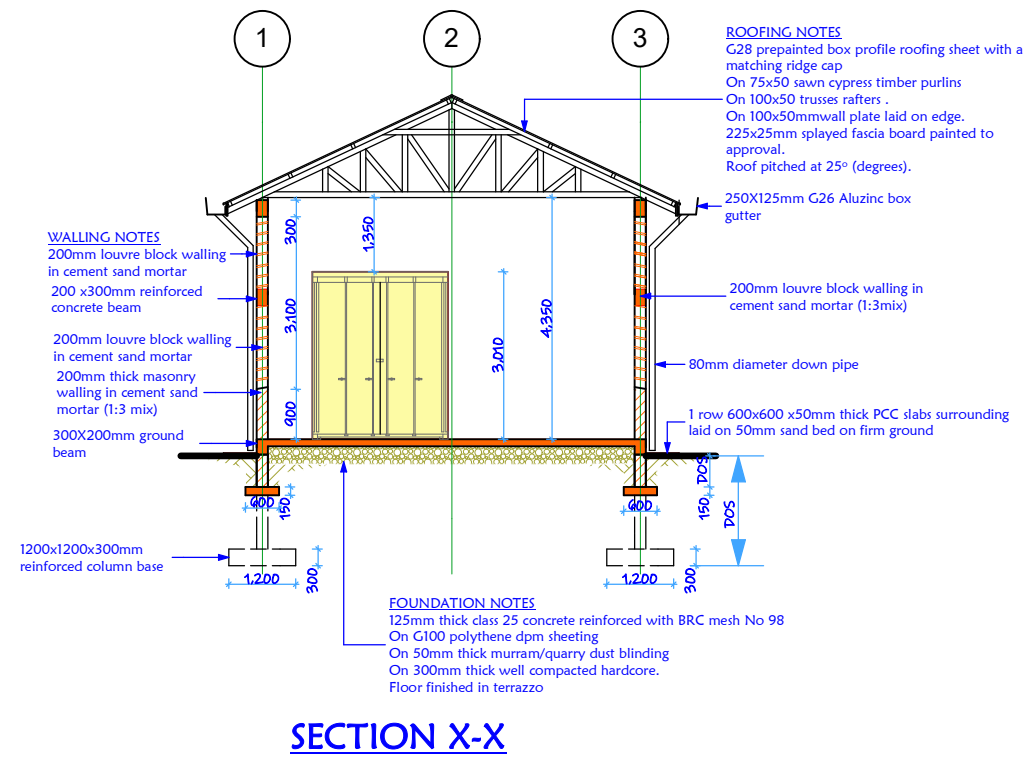 1
2
3
ROOFING NOTES
G28 prepainted box profile roofing sheet with a
matching ridge cap
On 75x50 sawn cypress timber purlins
On 100x50 trusses rafters .
On 100x50mmwall plate laid on edge.
225x25mm splayed fascia board painted to
approval.
Roof pitched at 25º (degrees).
250X125mm G26 Aluzinc box
gutter
WALLING NOTES
200mm louvre block walling
in cement sand mortar
200 x300mm reinforced
concrete beam
200mm louvre block walling
in cement sand mortar
200mm thick masonry
walling in cement sand
mortar (1:3 mix)
300X200mm ground
beam
300
1,350
3,100
900
3,010
4,350
200mm louvre block walling in
cement sand mortar (1:3mix)
80mm diameter down pipe
1 row 600x600 x50mm thick PCC slabs surrounding
laid on 50mm sand bed on firm ground
600
150
600
150
DOS
DOS
1200x1200x300mm
reinforced column base
1,200
300
1,200
300
FOUNDATION NOTES
125mm thick class 25 concrete reinforced with BRC mesh No 98
On G100 polythene dpm sheeting
On 50mm thick murram/quarry dust blinding
On 300mm thick well compacted hardcore.
Floor finished in terrazzo
SECTION X-X